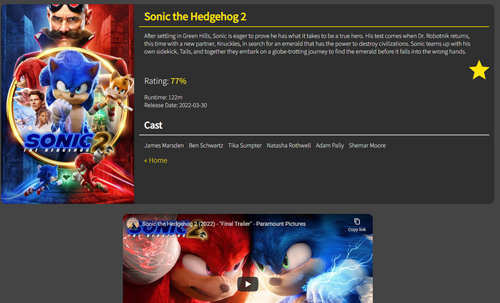 Sonic the Hedgehog 2
After settling in Green Hills, Sonic is eager to prove he has what it takes to be a true hero. His test comes when Dr. Robotnik returns,
this time with a new partner, Knuckles, in search for an emerald that has the power to destroy civilizations. Sonic teams up with his
own sidekick, Tails, and together they embark on a globe-trotting journey to find the emerald before it falls into the wrong hands.
Rating: 77%
Runtime: 122m
Release Date: 2022-03-30
Cast
James Marsden Ben Schwartz Tika Sumpter Natasha Rothwell Adam Pally Shemar Moore
« Home
SONIC 2
THE HEDGEHOG
Sonic the Hedgehog 2 (2022) - "Final Trailer" - Paramount Pictures
Copy link
SONIC